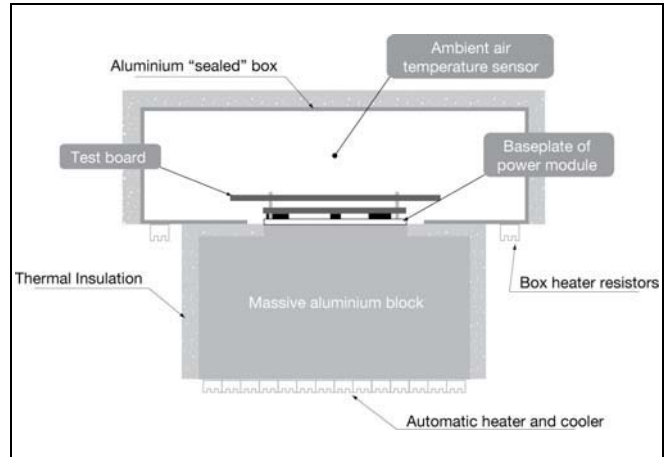 Ambient air
temperature sensor
Aluminium “sealed” box
Test board
Baseplate of
power module
Thermal Insulation
Massive aluminium block
Box heater resistors
Automatic heater and cooler